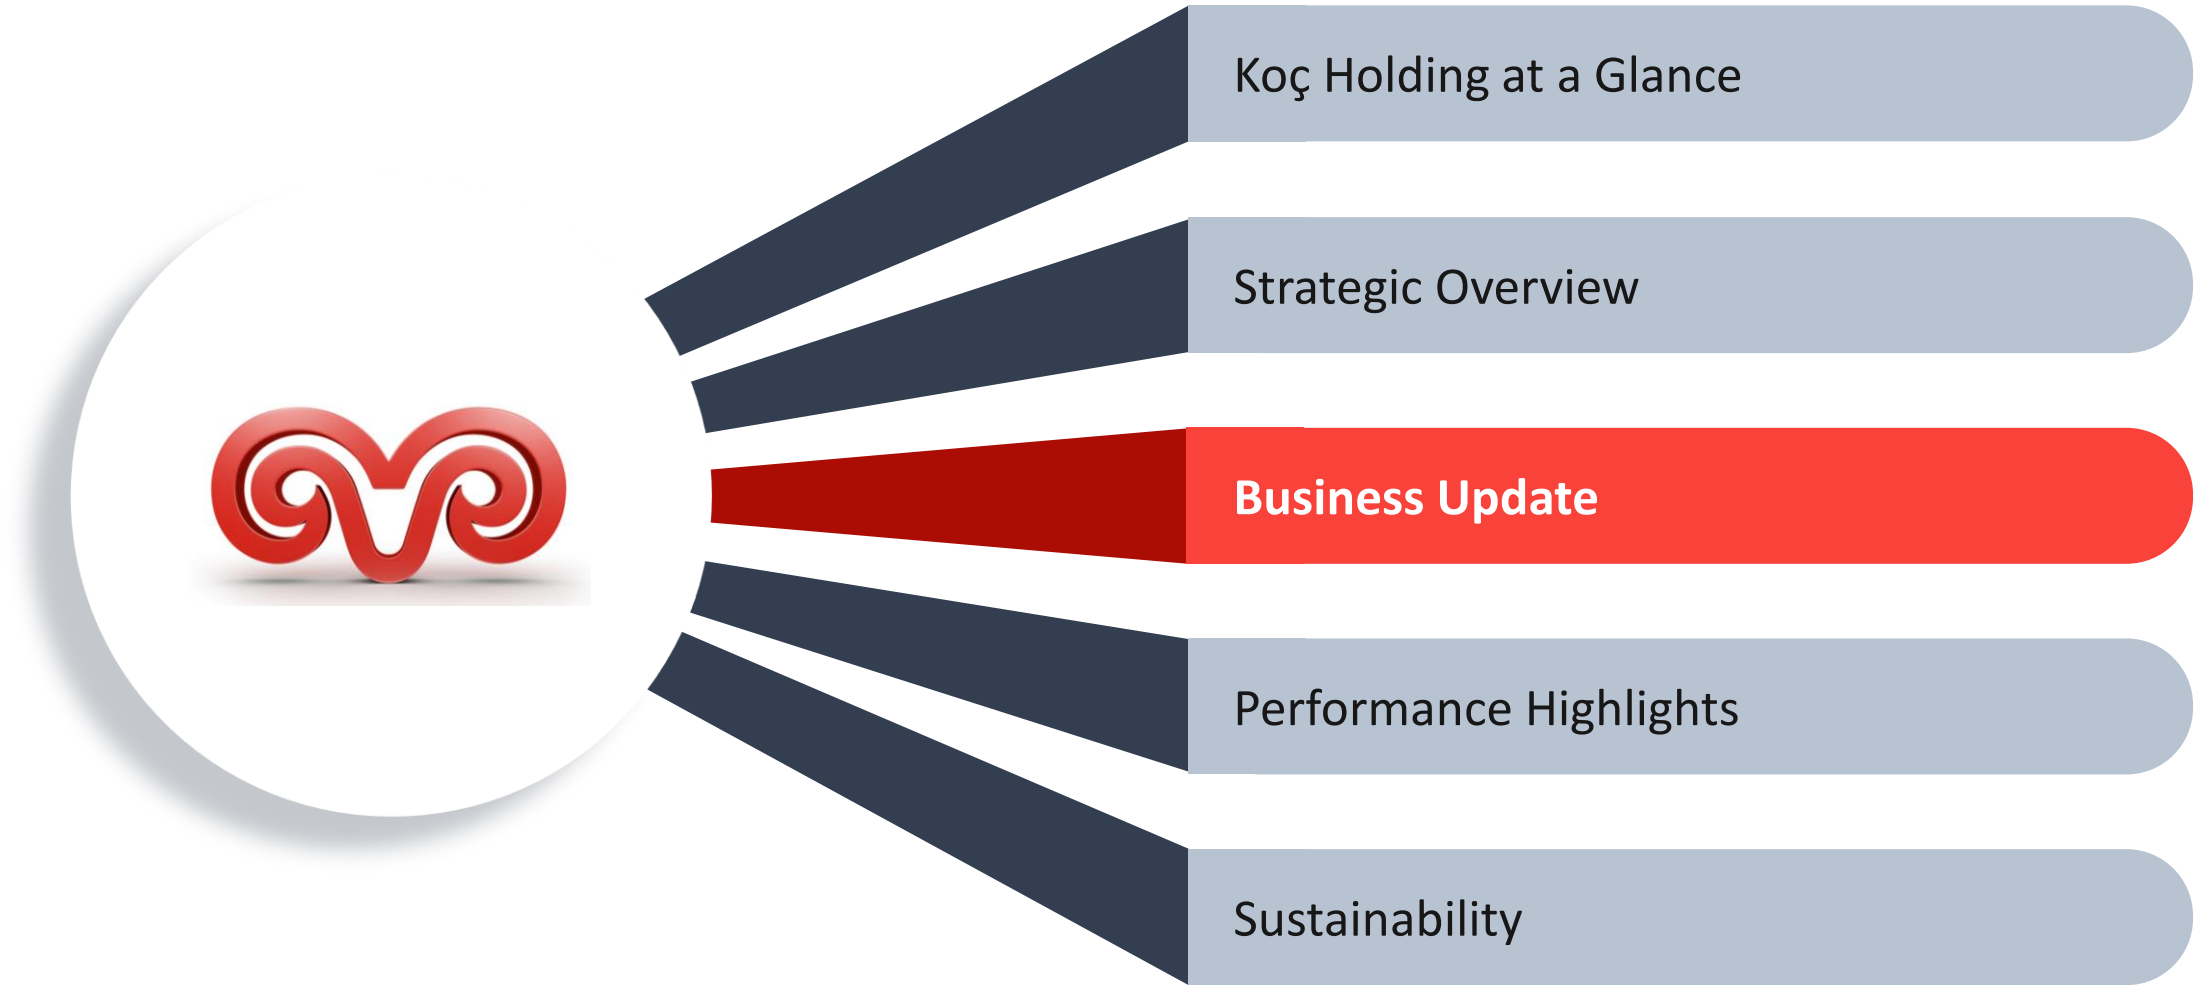 Koç Holding at a Glance
Strategic Overview
Business Update
Performance Highlights
Sustainability